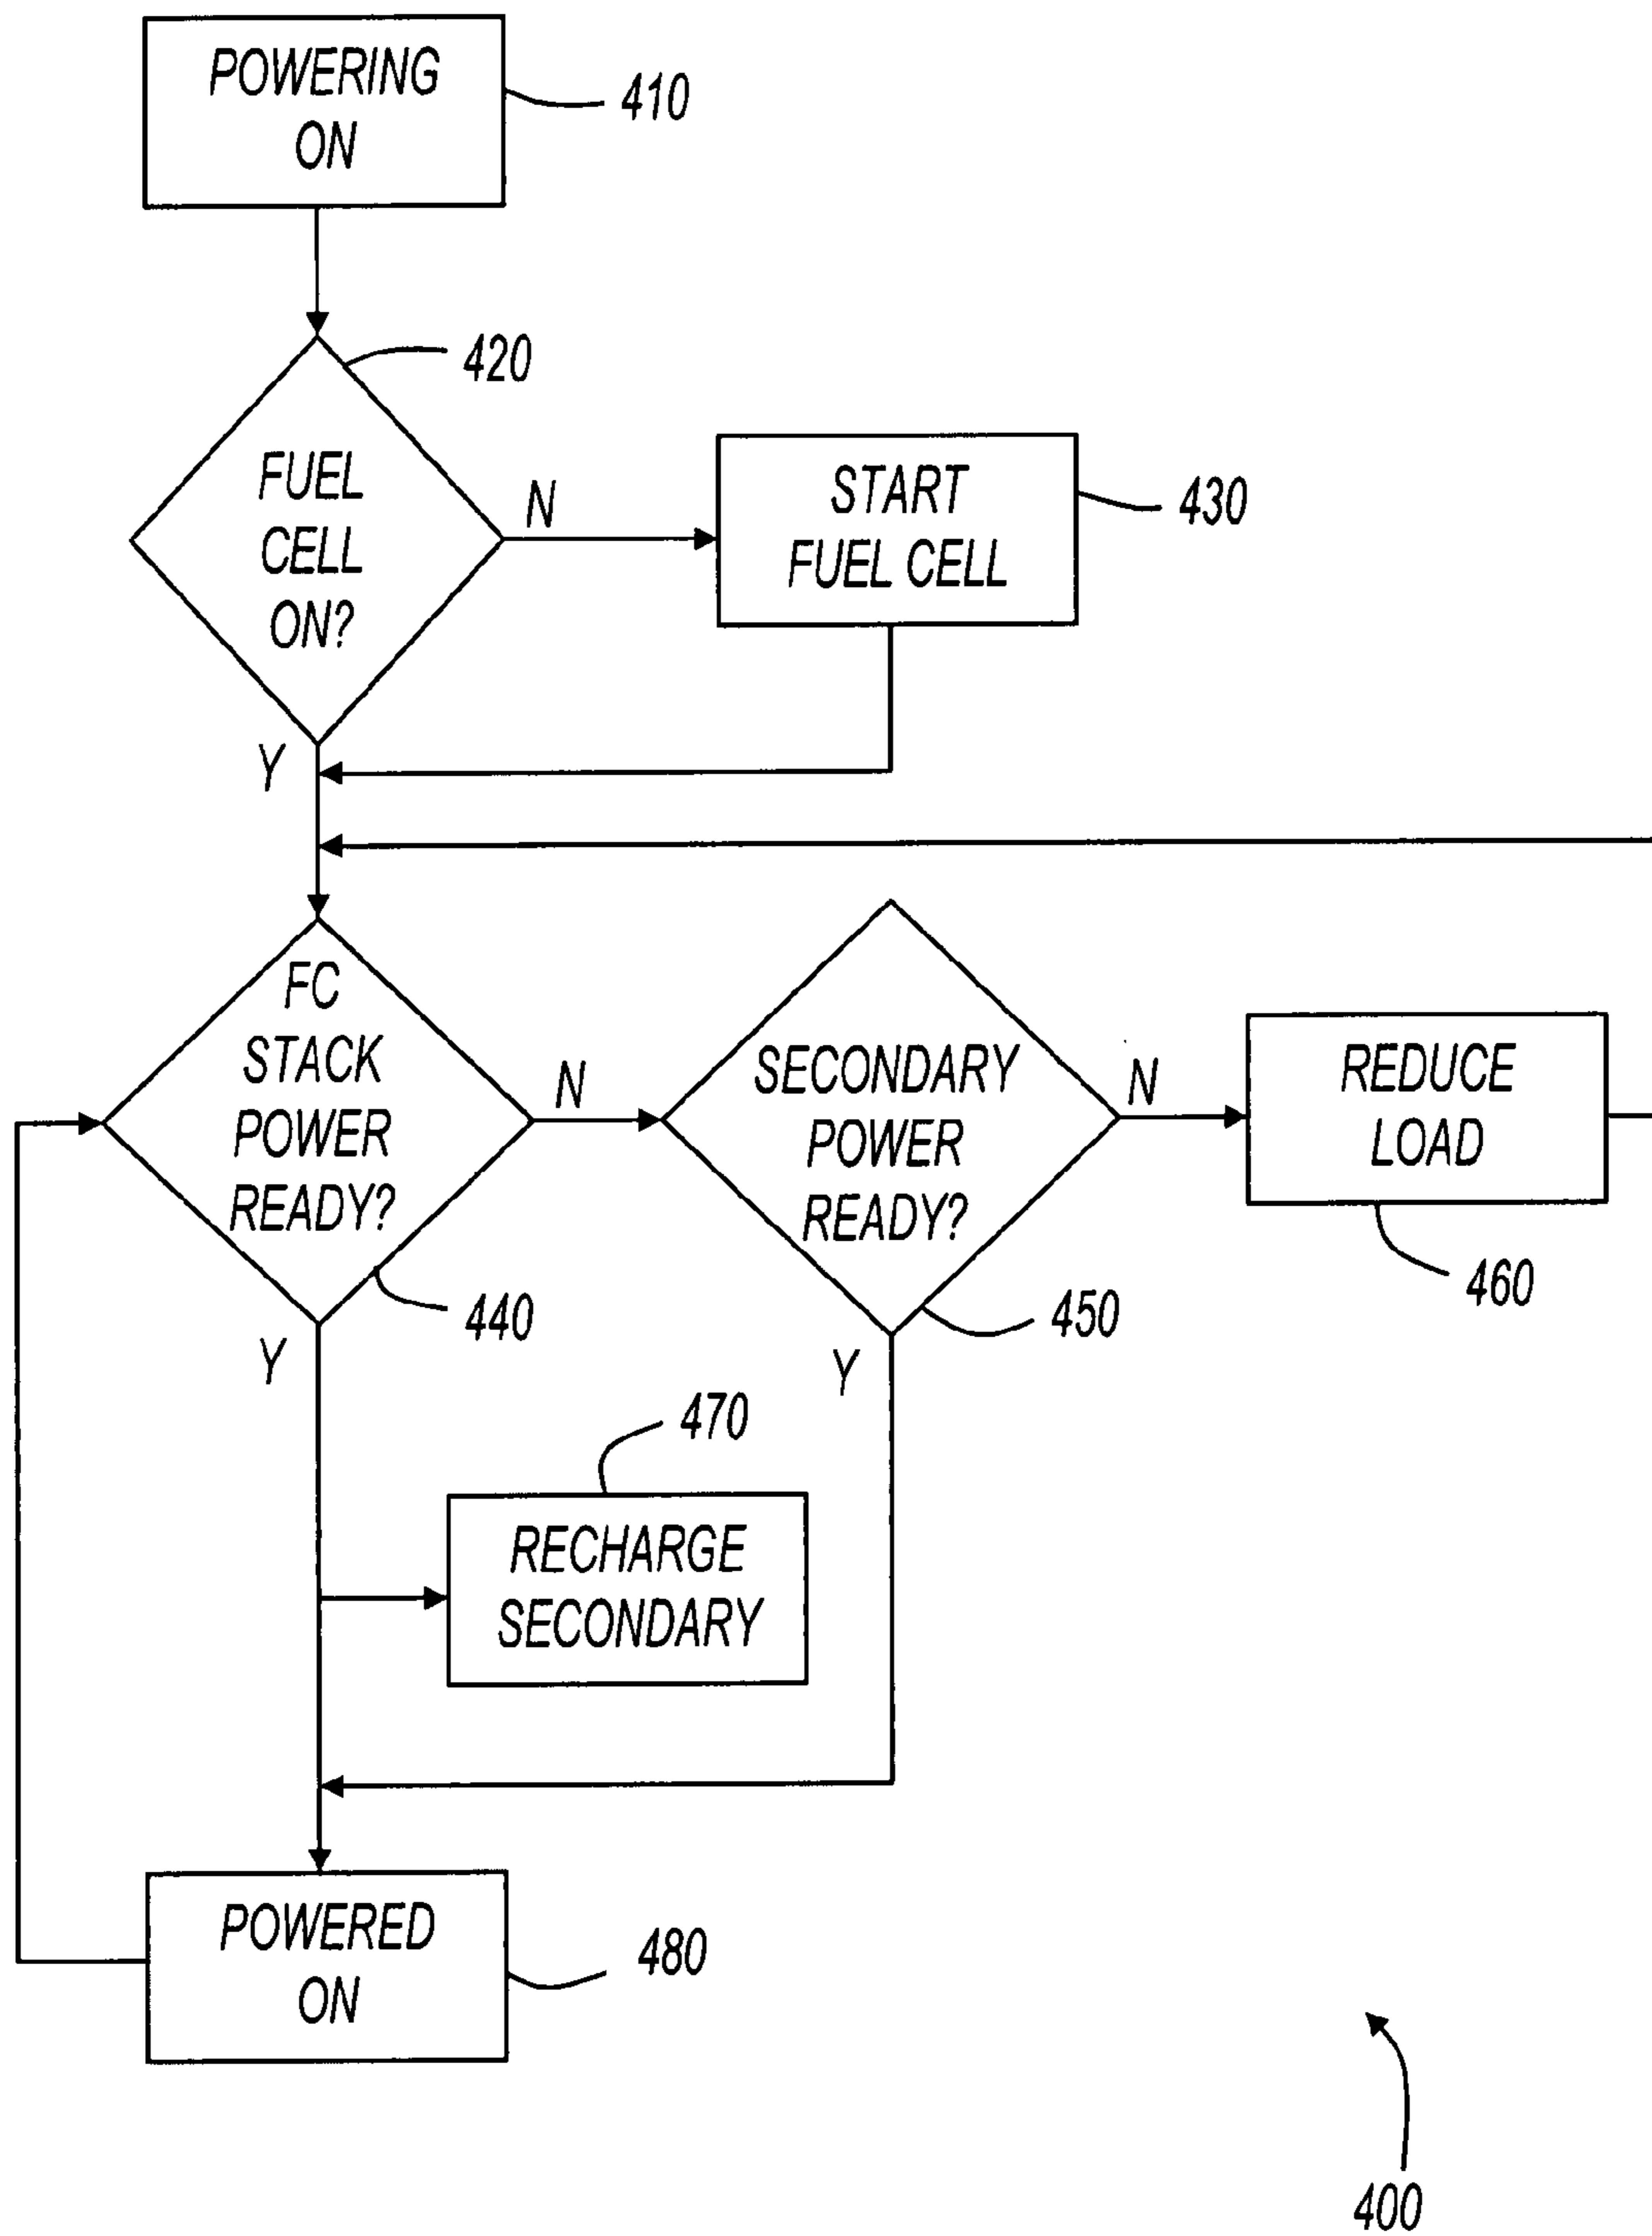 POWERING
ON
410
420
FUEL
CELL
ON?
N
START
FUEL CELL
430
Y
FC
STACK
POWER
READY?
N
SECONDARY
POWER
READY?
N
REDUCE
LOAD
440
450
460
Y
Y
470
RECHARGE
SECONDARY
POWERED
ON
480
400